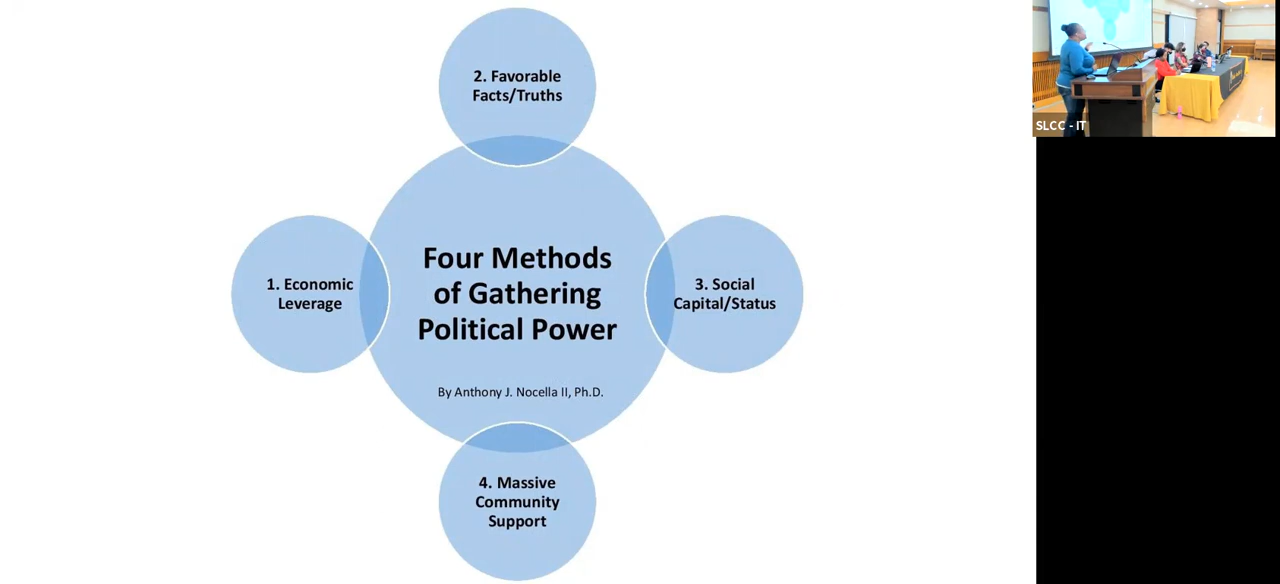 2. Favorable
Facts/Truths
1. Economic
Leverage
Four Methods
of Gathering
Political Power
By Anthony J. Nocella II, Ph.D.
3. Social
Capital/Status
4. Massive
Community
Support
SLCC - IT